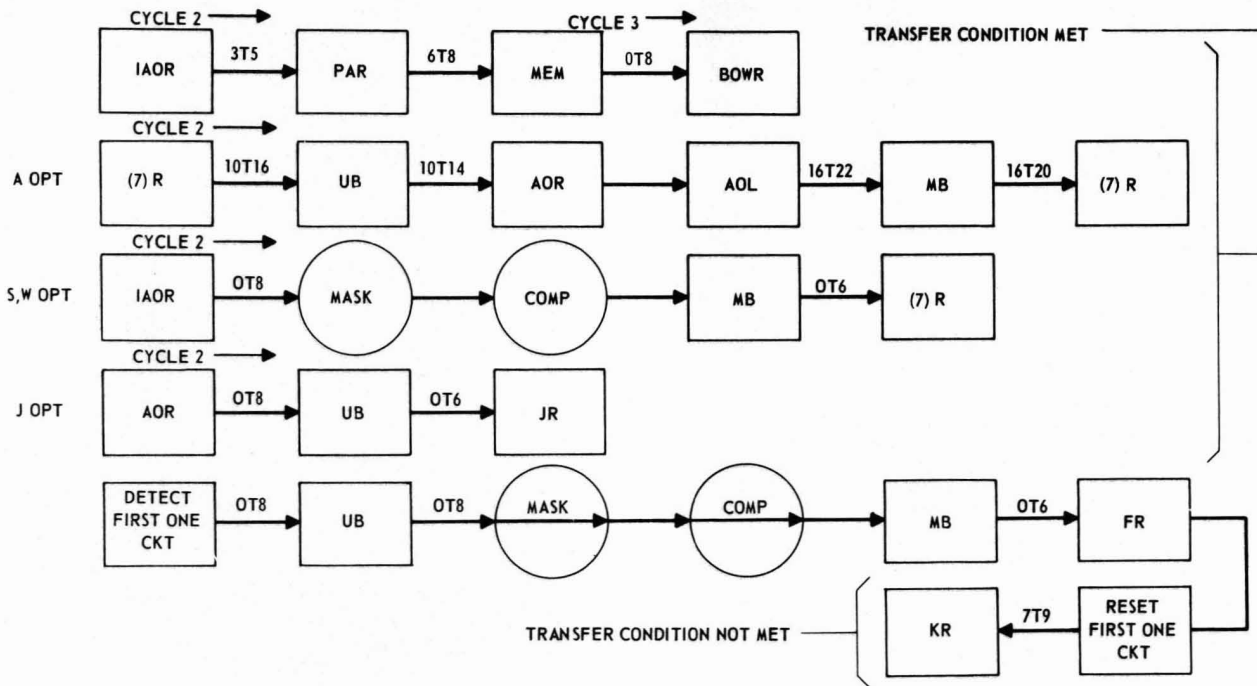 CYCLE 2 CYCLE 3
TRANSFER CONDITION MET
IAOR 3T5 PAR 6T8 MEM 0T8 BOWR
CYCLE 2
A OPT (7) R 10T16 UB 10T14 AOR AOL 16T22 MB 16T20 (7) R
CYCLE 2
S,W OPT IAOR 0T8 MASK COMP MB 0T6 (7) R
CYCLE 2
J OPT AOR 0T8 UB 0T6 JR
DETECT
FIRST ONE
CKT
0T8 UB 0T8 MASK COMP MB 0T6 FR
TRANSFER CONDITION NOT MET
KR 7T9
RESET
FIRST ONE
CKT